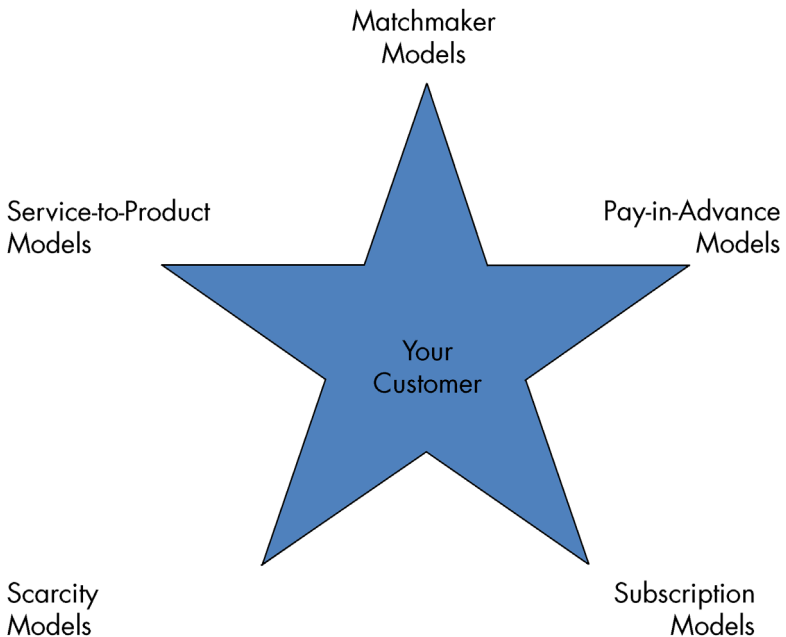 Matchmaker
Models
Service-to-Product
Models
Pay-in-Advance
Models
Your
Customer
Scarcity
Models
Subscription
Models